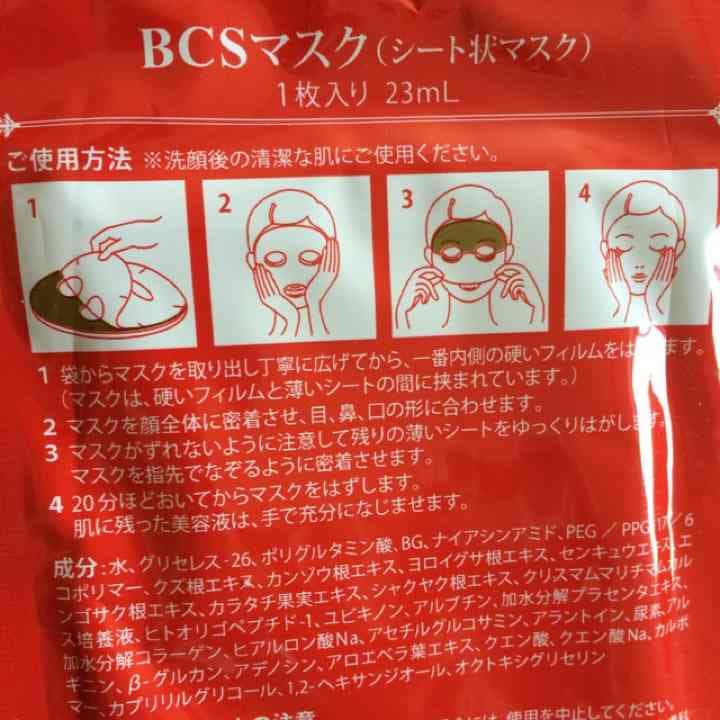 BCSマスク(シート状マスク)
1枚入り 23mL
ご使用方法 ※洗顔後の清潔な肌にご使用ください。
1 2 3 4
1 袋からマスクを取り出し丁寧に広げてから、一番内側の硬いフィルムをは ます。
(マスクは、硬いフィルムと薄いシートの間に挟まれています。)
2 マスクを顔全体に密着させ、目、鼻、口の形に合わせます。
3 マスクがずれないように注意して残りの薄いシートをゆっくりはがします。
マスクを指先でなぞるように密着させます。
4 20分ほどおいてからマスクをはずします。
肌に残った美容液は、手で充分になじませます。
成分:水、グリセレス-26、ポリグルタミン酸、BG、ナイアシンアミド、PEG/PPG-17/6
コポリマー、クズ根エキス、カンゾウ根エキス、ヨロイグサ根エキス、センキュウエキス、エ
ンゴサク根エキス、カラタチ果実エキス、シャクヤク根エキス、クリスマムマリチマムカル
ス培養液、ヒトオリゴペプチド-1、ユビキノン、アルブチン、加水分解プラセンタエキス、
加水分解コラーゲン、ヒアルロン酸Na、アセチルグルコサミン、アラントイン、尿素、アル
ギニン、β-グルカン、アデノシン、アロエベラ葉エキス、クエン酸、クエン酸Na、カルボ
マー、カプリリルグリコール、1,2-ヘキサンジオール、オクトキシグリセリン
の注意
には、使用を中止してください。